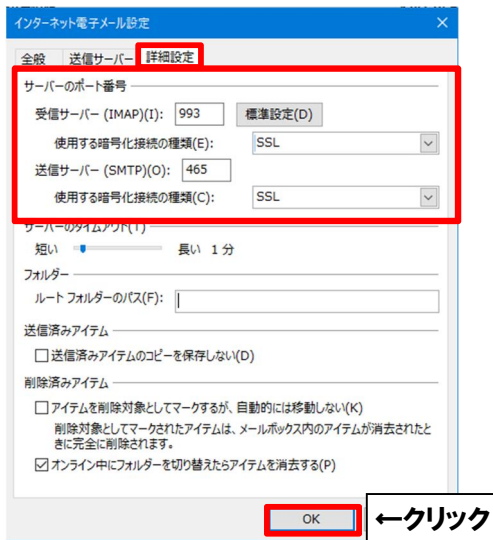 インターネット電子メール設定
全般 送信サーバー 詳細設定
サーバーのポート番号
受信サーバー (IMAP)(I): 993 標準設定(D)
使用する暗号化接続の種類(E): SSL
送信サーバー (SMTP)(O): 465
使用する暗号化接続の種類(C): SSL
サーバーのタイムアウト(T)
短い 長い 1 分
フォルダー
ルート フォルダーのパス(F):
送信済みアイテム
送信済みアイテムのコピーを保存しない(D)
削除済みアイテム
アイテムを削除対象としてマークするが、自動的には移動しない(K)
削除対象としてマークされたアイテムは、メールボックス内のアイテムが消去されたと
きに完全に削除されます。
オンライン中にフォルダーを切り替えたらアイテムを消去する(P)
OK ←クリック